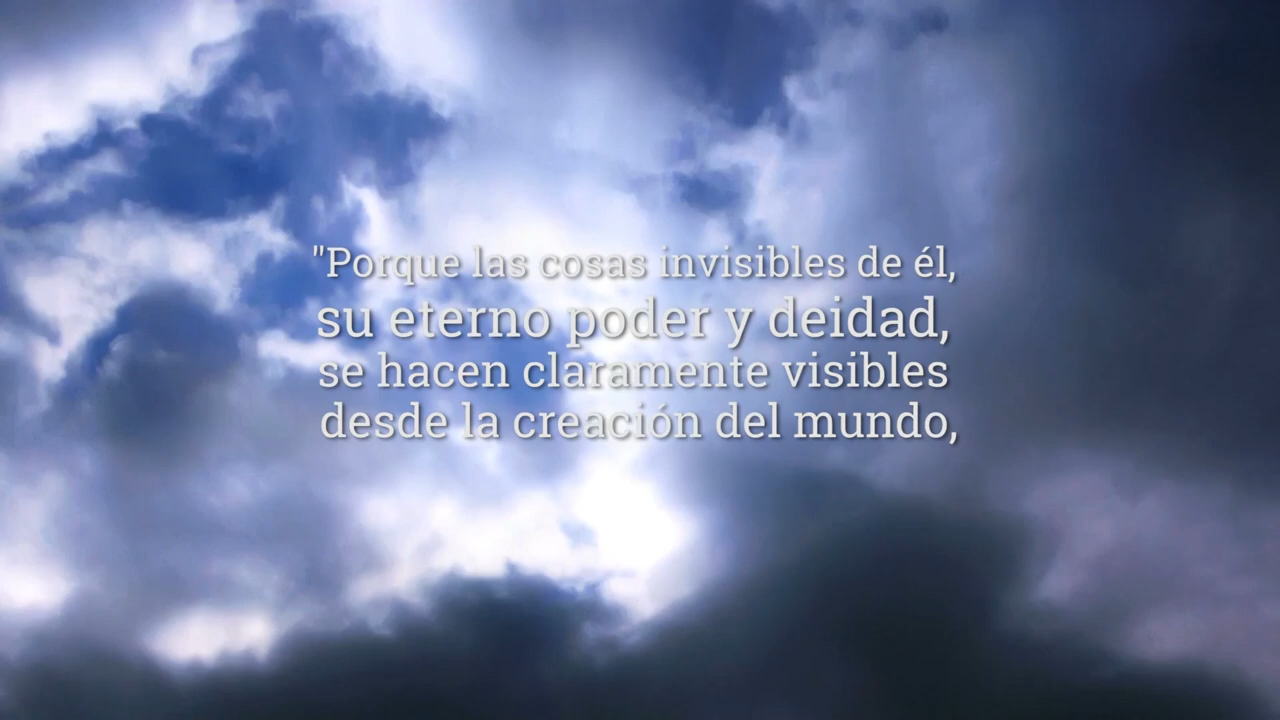 "Porque las cosas invisibles de él,
su eterno poder y deidad,
se hacen claramente visibles
desde la creación del mundo,